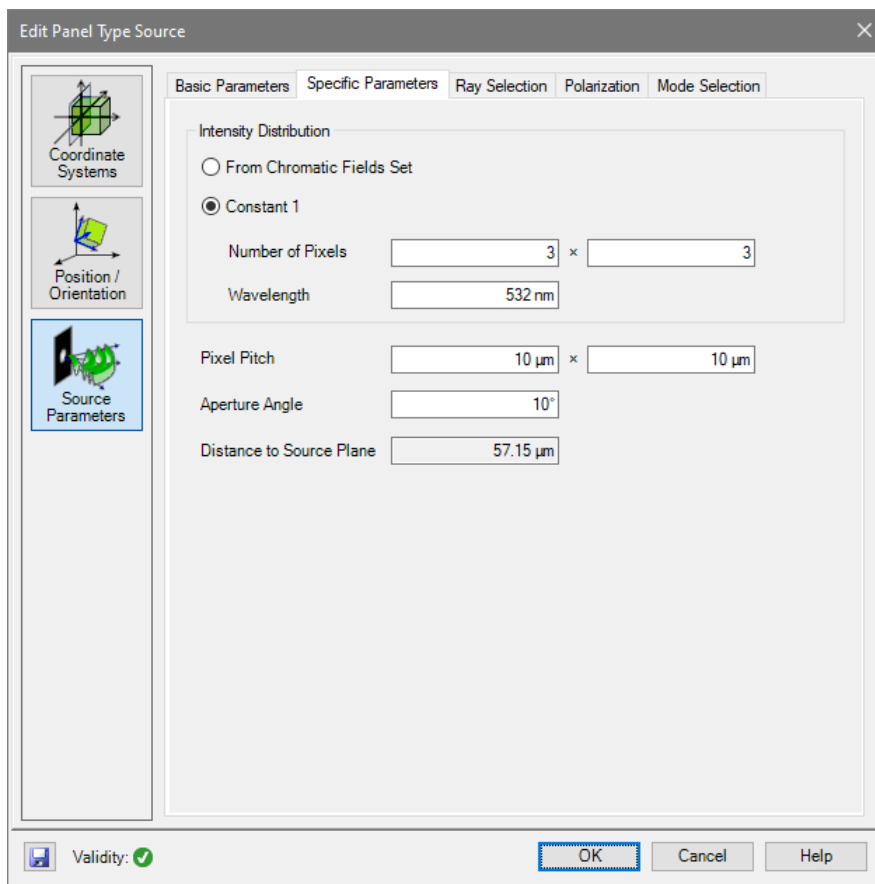 Edit Panel Type Source
Coordinate
Systems
Position /
Orientation
Source
Parameters
Basic Parameters Specific Parameters Ray Selection Polarization Mode Selection
Intensity Distribution
From Chromatic Fields Set
Constant 1
Number of Pixels 3 × 3
Wavelength 532 nm
Pixel Pitch 10 µm × 10 µm
Aperture Angle 10°
Distance to Source Plane 57.15 µm
Validity:
OK Cancel Help